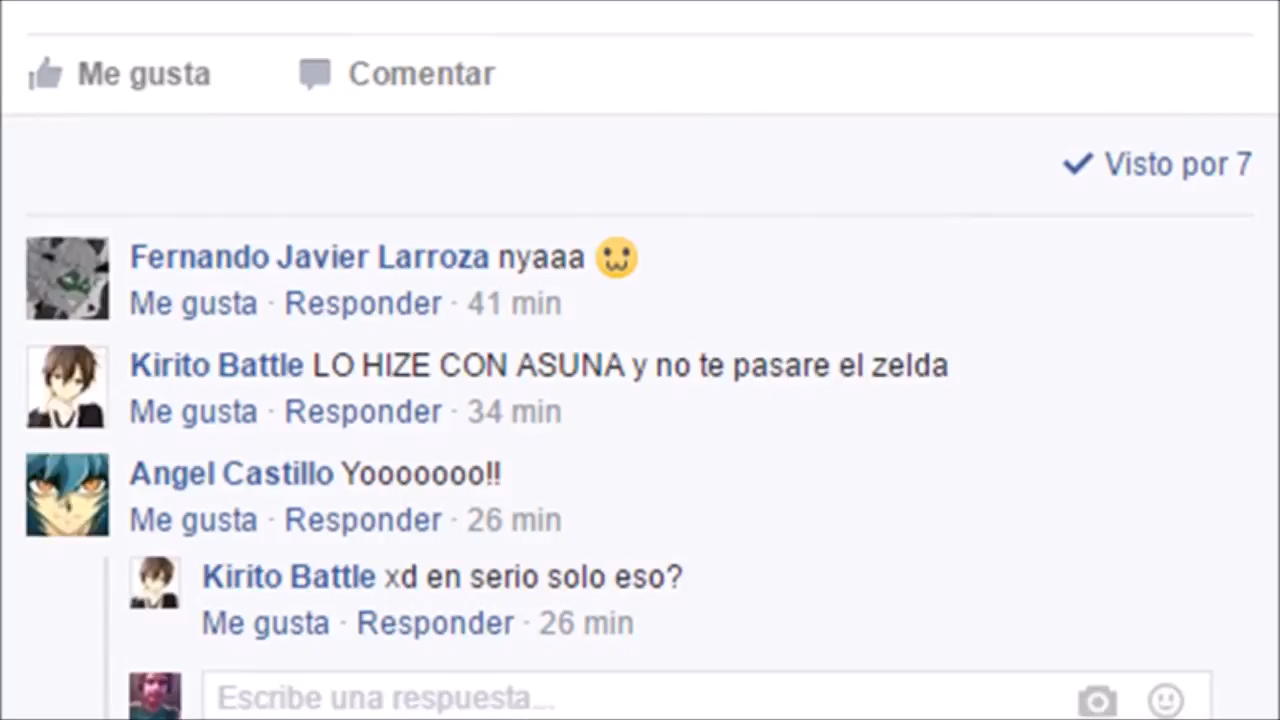 Me gusta Comentar
Visto por 7
Fernando Javier Larroza nyaaa
Me gusta · Responder · 41 min
Kirito Battle LO HIZE CON ASUNA y no te pasare el zelda
Me gusta · Responder · 34 min
Angel Castillo Yooooooo!!
Me gusta · Responder · 26 min
Kirito Battle xd en serio solo eso?
Me gusta · Responder · 26 min
Escribe una respuesta...